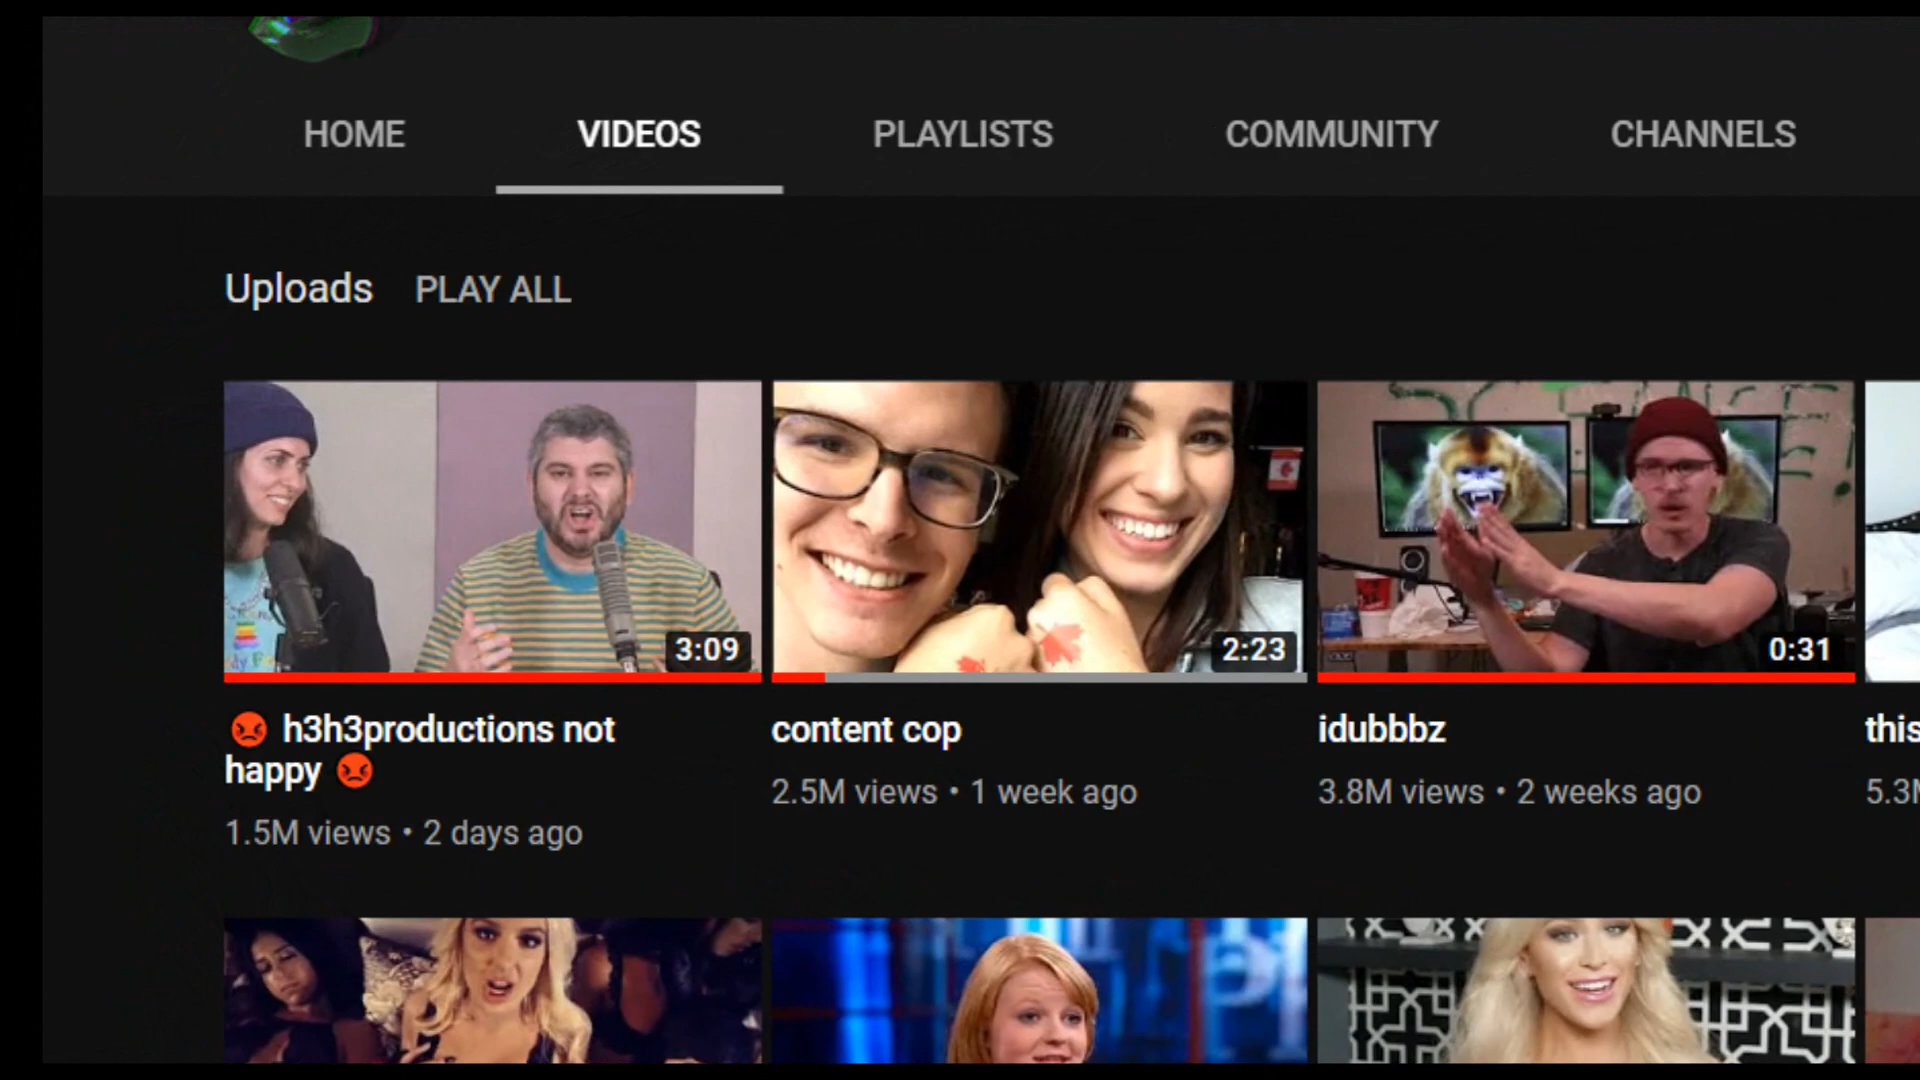 HOME VIDEOS PLAYLISTS COMMUNITY CHANNELS
Uploads PLAY ALL
3:09 2:23 0:31
😡 h3h3productions not
happy 😡
1.5M views • 2 days ago
content cop
2.5M views • 1 week ago
idubbbz
3.8M views • 2 weeks ago
this
5.3M